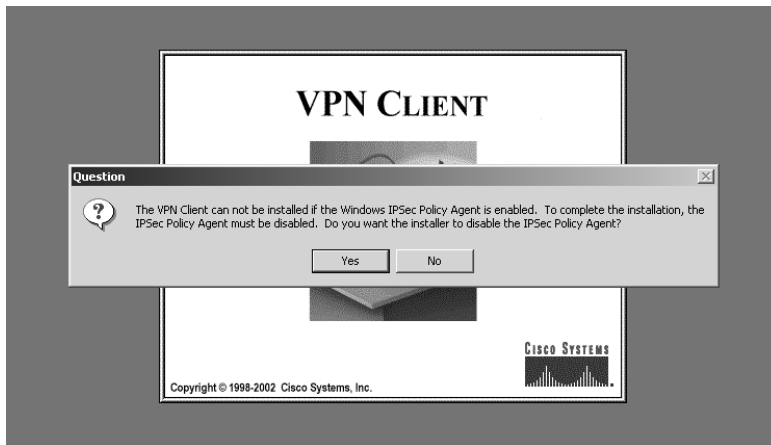 VPN CLIENT
Question
The VPN Client can not be installed if the Windows IPSec Policy Agent is enabled. To complete the installation, the
IPSec Policy Agent must be disabled. Do you want the installer to disable the IPSec Policy Agent?
Yes
No
CISCO SYSTEMS
Copyright © 1998-2002 Cisco Systems, Inc.